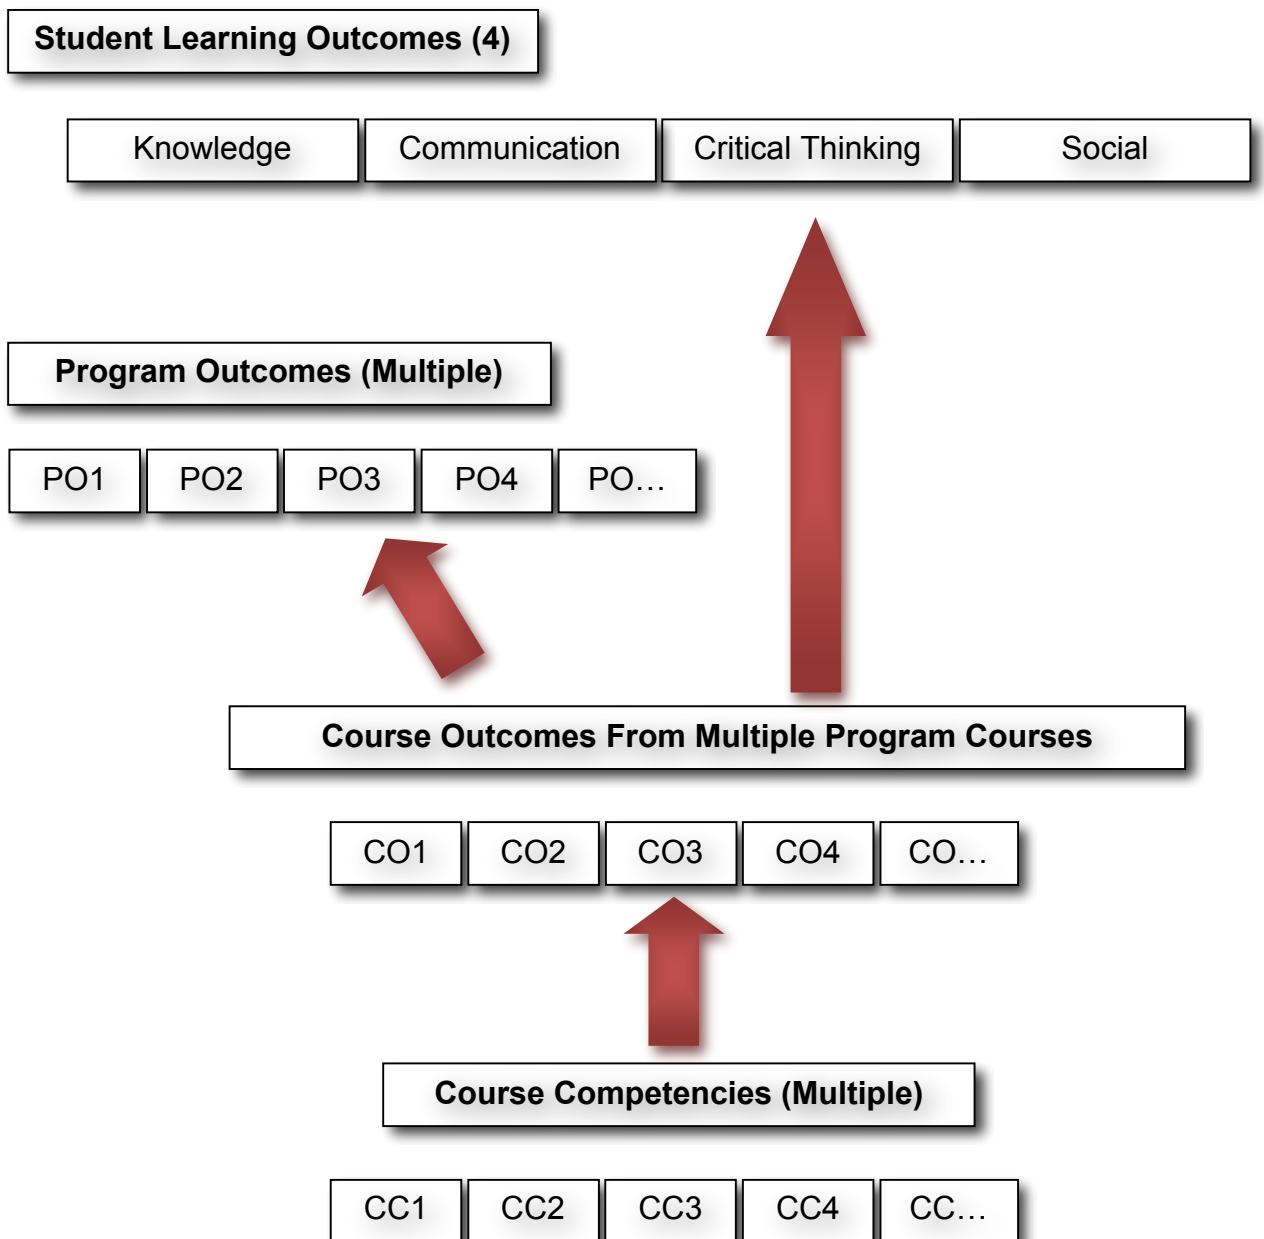 Student Learning Outcomes (4)
Knowledge Communication Critical Thinking Social
Program Outcomes (Multiple)
PO1 PO2 PO3 PO4 PO…
Course Outcomes From Multiple Program Courses
CO1 CO2 CO3 CO4 CO…
Course Competencies (Multiple)
CC1 CC2 CC3 CC4 CC…